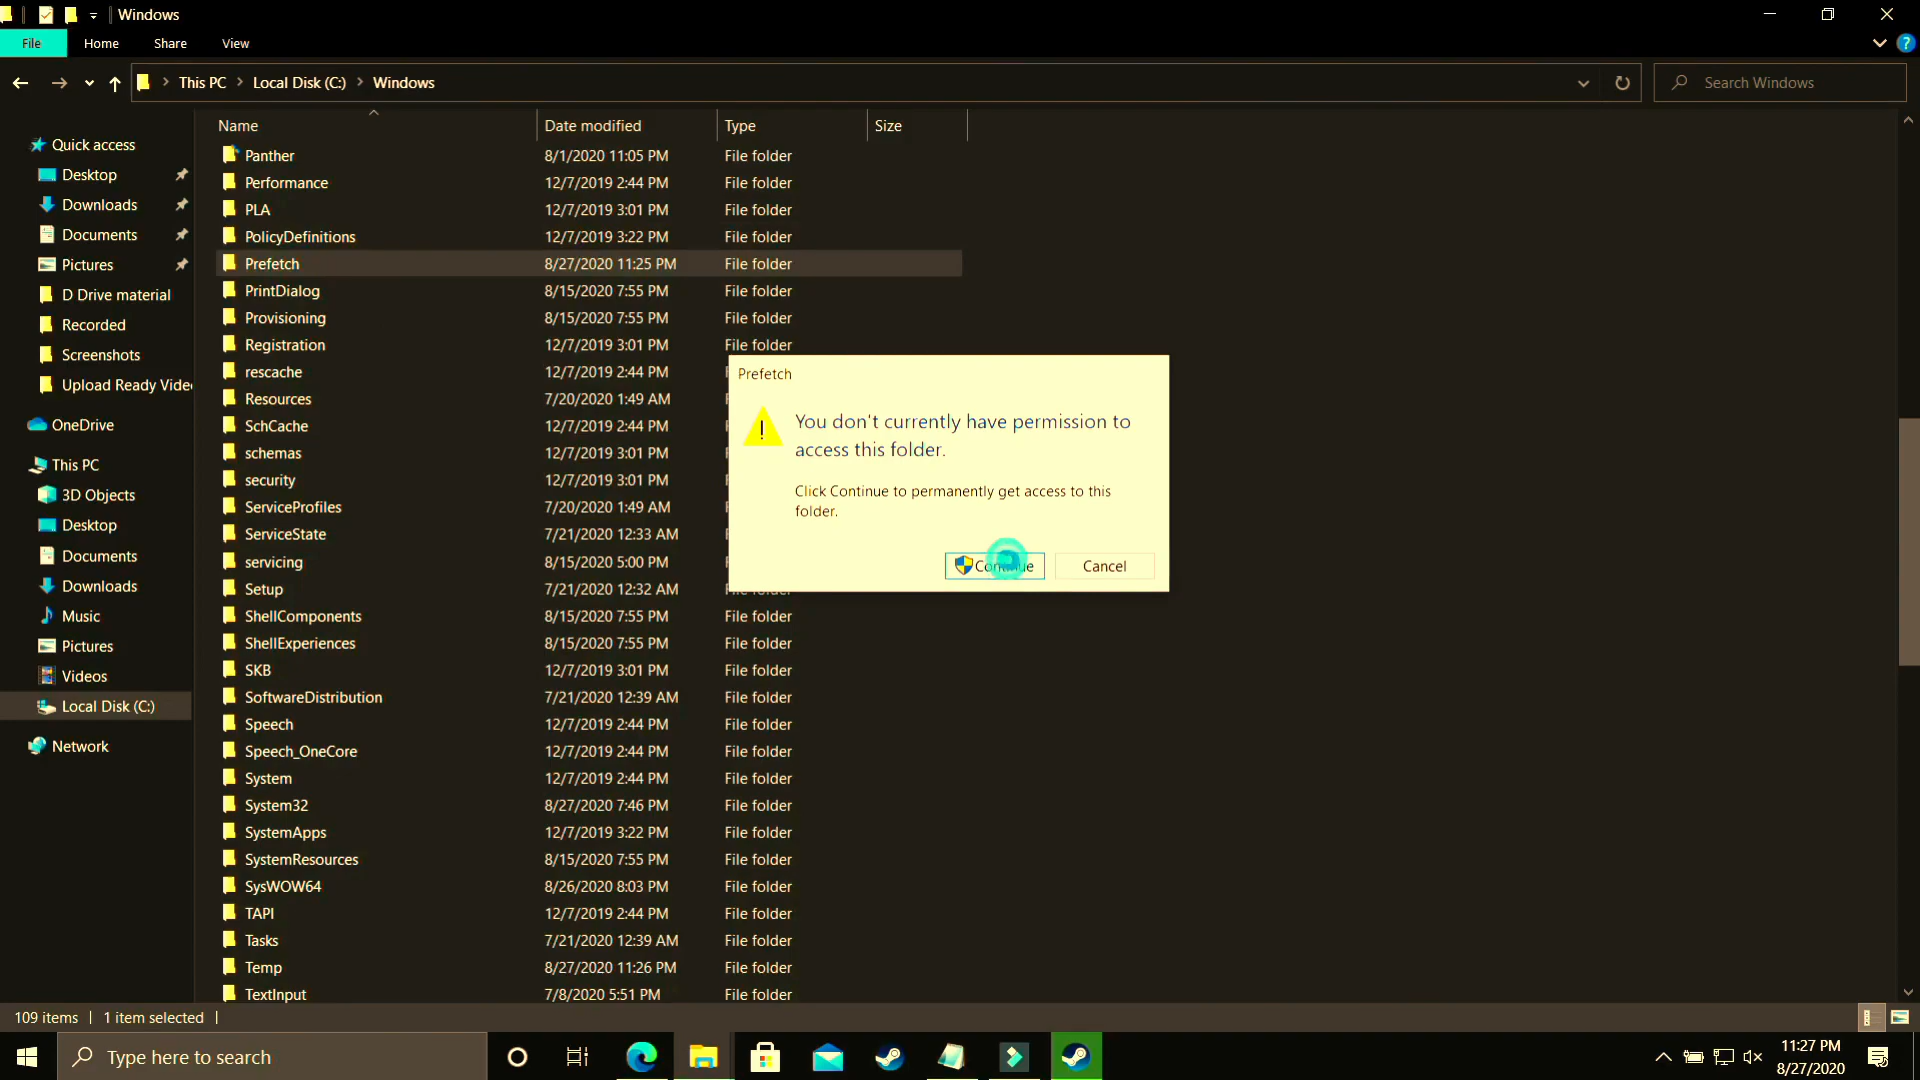 Windows
File Home Share View
This PC > Local Disk (C:) > Windows
Search Windows
Name Date modified Type Size
Quick access
Desktop
Downloads
Documents
Pictures
D Drive material
Recorded
Screenshots
Upload Ready Vide
OneDrive
This PC
3D Objects
Desktop
Documents
Downloads
Music
Pictures
Videos
Local Disk (C:)
Network
Panther 8/1/2020 11:05 PM File folder
Performance 12/7/2019 2:44 PM File folder
PLA 12/7/2019 3:01 PM File folder
PolicyDefinitions 12/7/2019 3:22 PM File folder
Prefetch 8/27/2020 11:25 PM File folder
PrintDialog 8/15/2020 7:55 PM File folder
Provisioning 8/15/2020 7:55 PM File folder
Registration 12/7/2019 3:01 PM File folder
rescache 12/7/2019 2:44 PM
Resources 7/20/2020 1:49 AM
SchCache 12/7/2019 2:44 PM
schemas 12/7/2019 3:01 PM
security 12/7/2019 3:01 PM
ServiceProfiles 7/20/2020 1:49 AM
ServiceState 7/21/2020 12:33 AM
servicing 8/15/2020 5:00 PM
Setup 7/21/2020 12:32 AM File folder
ShellComponents 8/15/2020 7:55 PM File folder
ShellExperiences 8/15/2020 7:55 PM File folder
SKB 12/7/2019 3:01 PM File folder
SoftwareDistribution 7/21/2020 12:39 AM File folder
Speech 12/7/2019 2:44 PM File folder
Speech_OneCore 12/7/2019 2:44 PM File folder
System 12/7/2019 2:44 PM File folder
System32 8/27/2020 7:46 PM File folder
SystemApps 12/7/2019 3:22 PM File folder
SystemResources 8/15/2020 7:55 PM File folder
SysWOW64 8/26/2020 8:03 PM File folder
TAPI 12/7/2019 2:44 PM File folder
Tasks 7/21/2020 12:39 AM File folder
Temp 8/27/2020 11:26 PM File folder
TextInput 7/8/2020 5:51 PM File folder
Prefetch
You don't currently have permission to
access this folder.
Click Continue to permanently get access to this
folder.
Continue Cancel
109 items | 1 item selected |
Type here to search
11:27 PM
8/27/2020